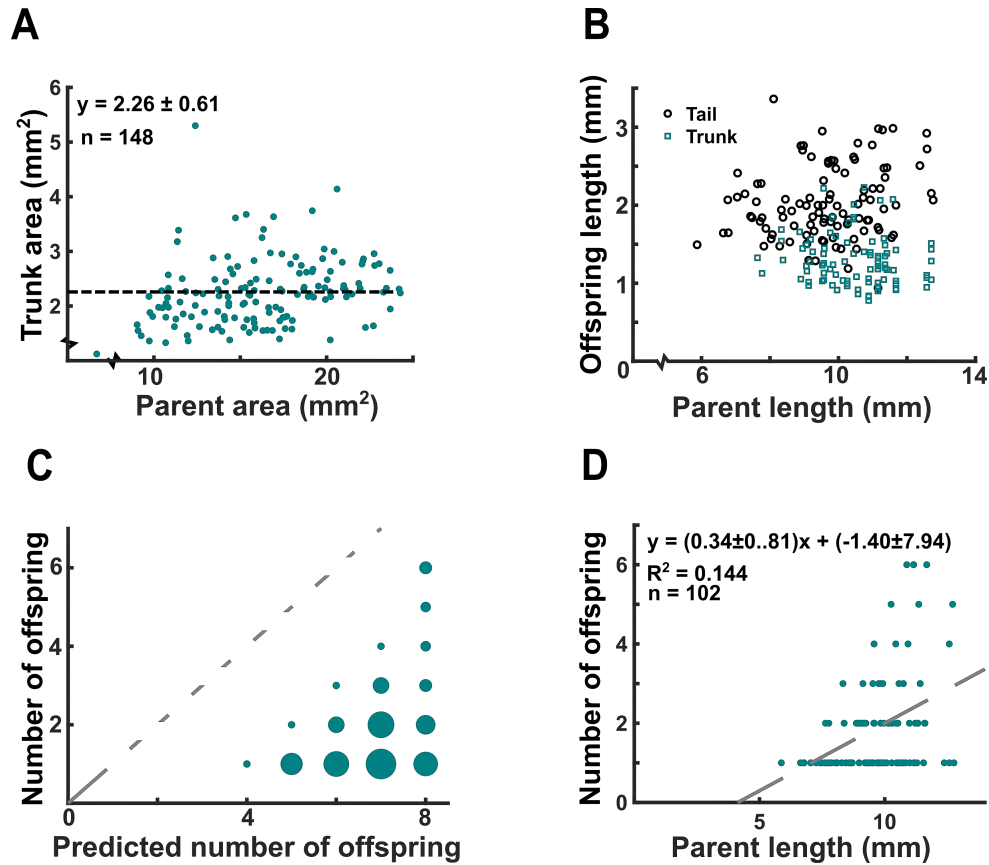 A
Trunk area (mm²)
6
5
4
3
2
y = 2.26 ± 0.61
n = 148
10
20
Parent area (mm²)
B
Offspring length (mm)
3
2
1
0
Tail
Trunk
4
6
8
10
12
14
Parent length (mm)
C
Number of offspring
6
4
2
0
4
8
Predicted number of offspring
D
Number of offspring
6
4
2
0
y = (0.34±0..81)x + (-1.40±7.94)
R² = 0.144
n = 102
5
10
Parent length (mm)